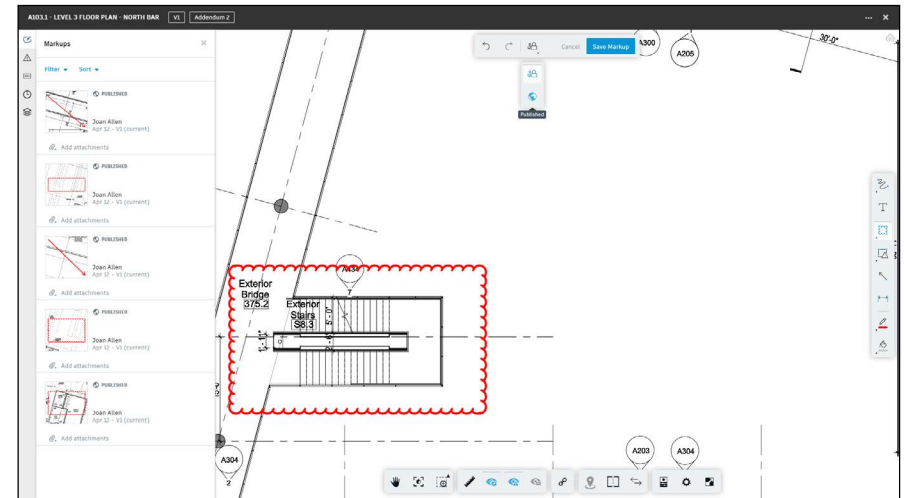 A103.1 - LEVEL 3 FLOOR PLAN - NORTH BAR V1 Addendum 2
Markups
Filter Sort
PUBLISHED
Joan Allen
Apr 12 - V1 (current)
Add attachments
PUBLISHED
Joan Allen
Apr 12 - V1 (current)
Add attachments
PUBLISHED
Joan Allen
Apr 12 - V1 (current)
Add attachments
PUBLISHED
Joan Allen
Apr 12 - V1 (current)
Add attachments
PUBLISHED
Joan Allen
Apr 12 - V1 (current)
Add attachments
Cancel Save Markup
Published
A300
A205
30'-0"
7
Exterior
Bridge
375.2
Exterior
Stairs
S8.3
5'-0"
A304
2
A203
A304
T